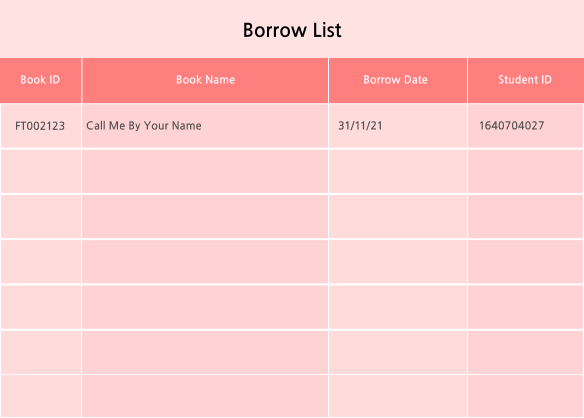 Borrow List
Book ID Book Name Borrow Date Student ID
FT002123 Call Me By Your Name 31/11/21 1640704027